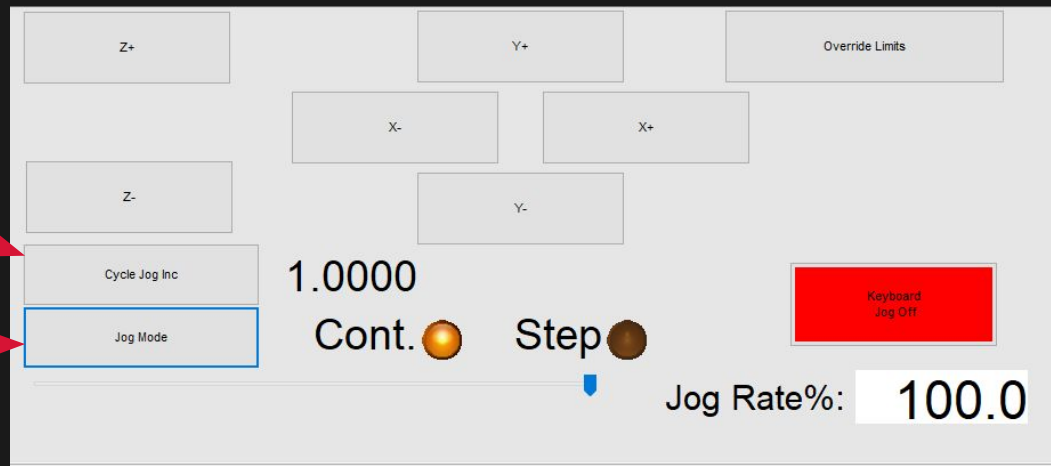 Z+
Y+
Override Limits
X-
X+
Z-
Y-
Cycle Jog Inc
1.0000
Keyboard
Jog Off
Jog Mode
Cont.
Step
Jog Rate%:
100.0